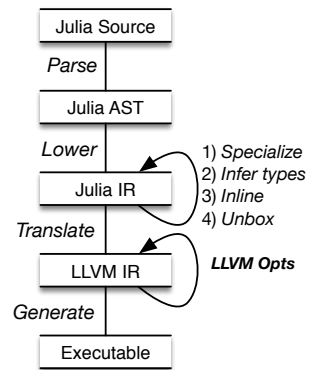 Julia Source
Parse
Julia AST
Lower
1) Specialize
2) Infer types
3) Inline
4) Unbox
Julia IR
Translate
LLVM IR
LLVM Opts
Generate
Executable